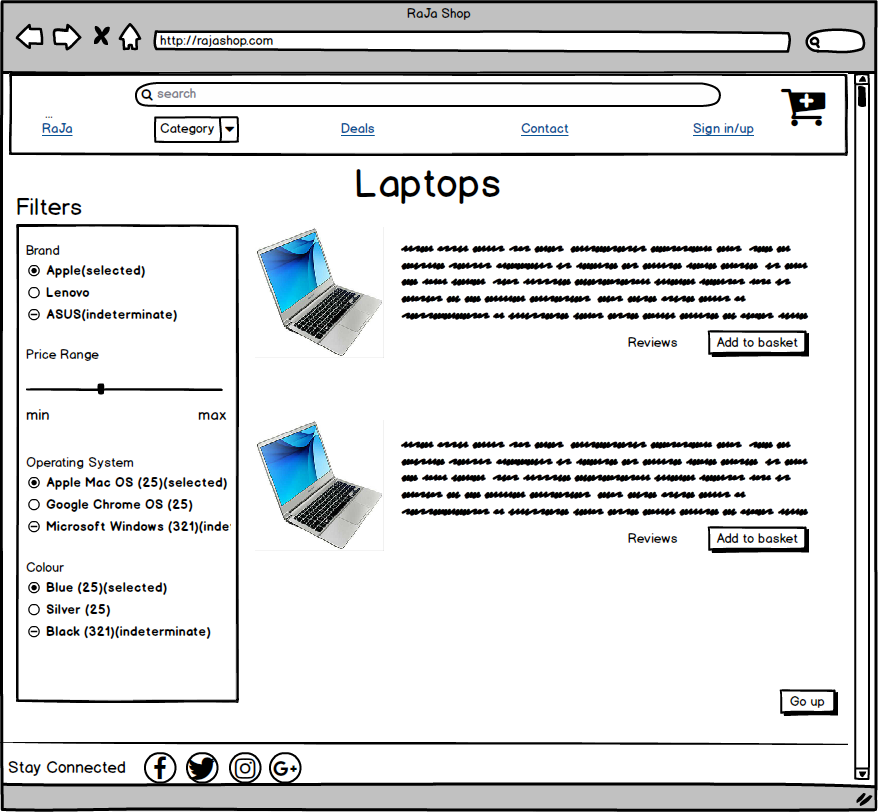 RaJa Shop
http://rajashop.com
search
...
RaJa
Category
Deals
Contact
Sign in/up
Laptops
Filters
Brand
Apple(selected)
Lenovo
ASUS(indeterminate)
Price Range
min
max
Operating System
Apple Mac OS (25)(selected)
Google Chrome OS (25)
Microsoft Windows (321)(inde
Colour
Blue (25)(selected)
Silver (25)
Black (321)(indeterminate)
Reviews
Add to basket
Reviews
Add to basket
Go up
Stay Connected